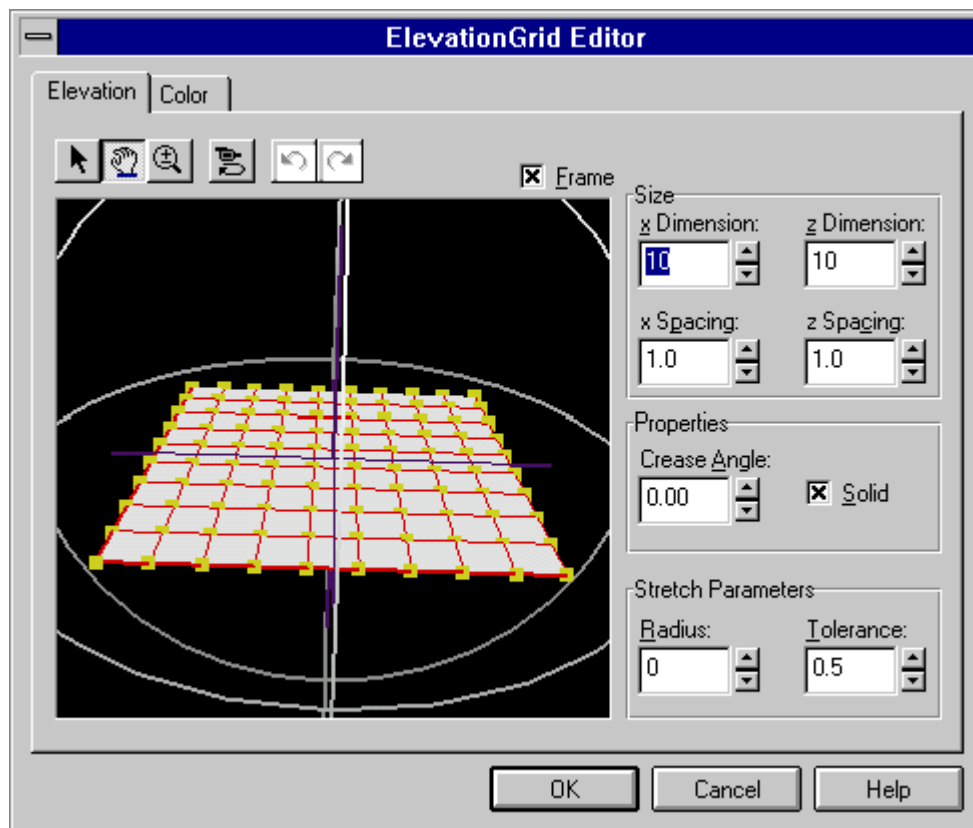 ElevationGrid Editor
Elevation
Color
Frame
Size
x Dimension:
z Dimension:
10
10
x Spacing:
z Spacing:
1.0
1.0
Properties
Crease Angle:
0.00
Solid
Stretch Parameters
Radius:
Tolerance:
0
0.5
OK
Cancel
Help